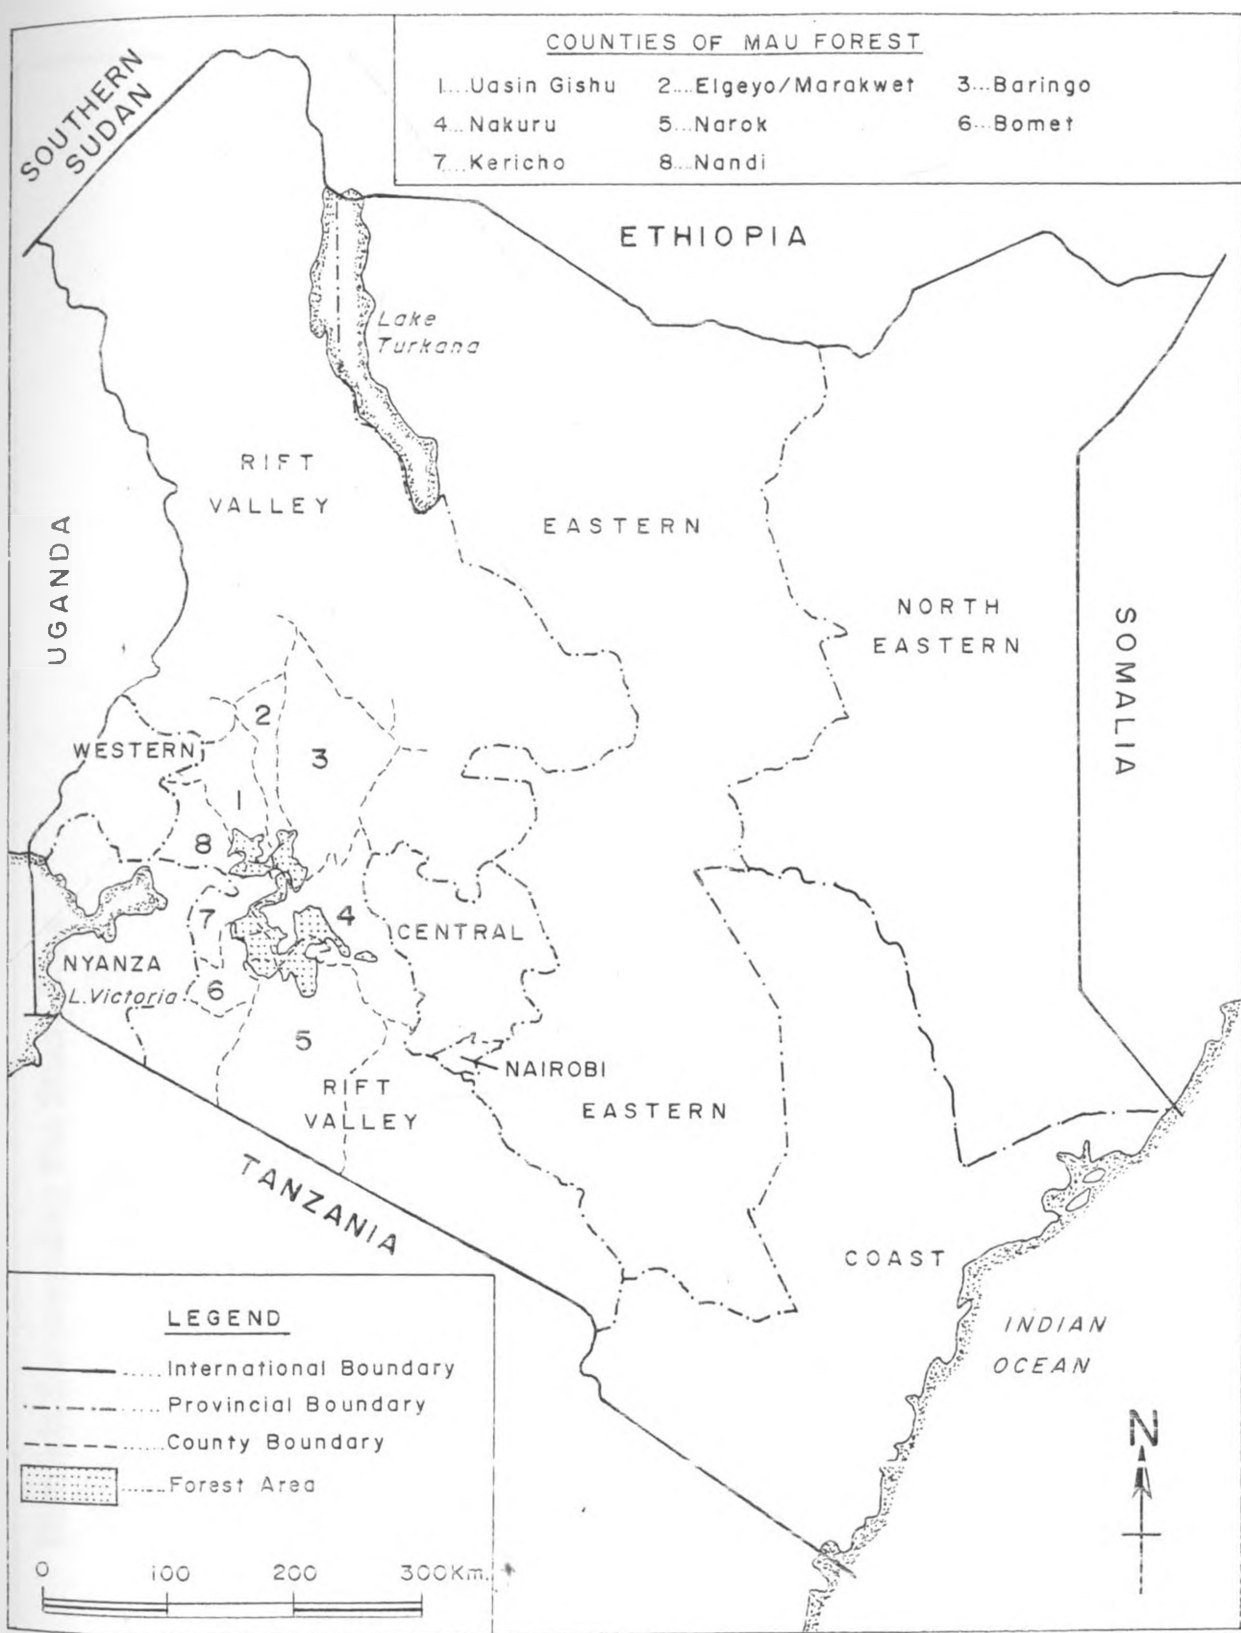 COUNTIES OF MAU FOREST
1....Uasin Gishu 2....Elgeyo/Marakwet 3...Baringo
4...Nakuru 5...Narok 6...Bomet
7...Kericho 8....Nandi
SOUTHERN
SUDAN
ETHIOPIA
Lake
Turkana
RIFT
VALLEY
EASTERN
UGANDA
NORTH
EASTERN
SOMALIA
2
WESTERN
3
1
8
7
4
CENTRAL
NYANZA
6
L.Victoria
5
NAIROBI
RIFT
VALLEY
EASTERN
TANZANIA
COAST
INDIAN
OCEAN
N
LEGEND
.....International Boundary
.....Provincial Boundary
.....County Boundary
......Forest Area
0 100 200 300Km.